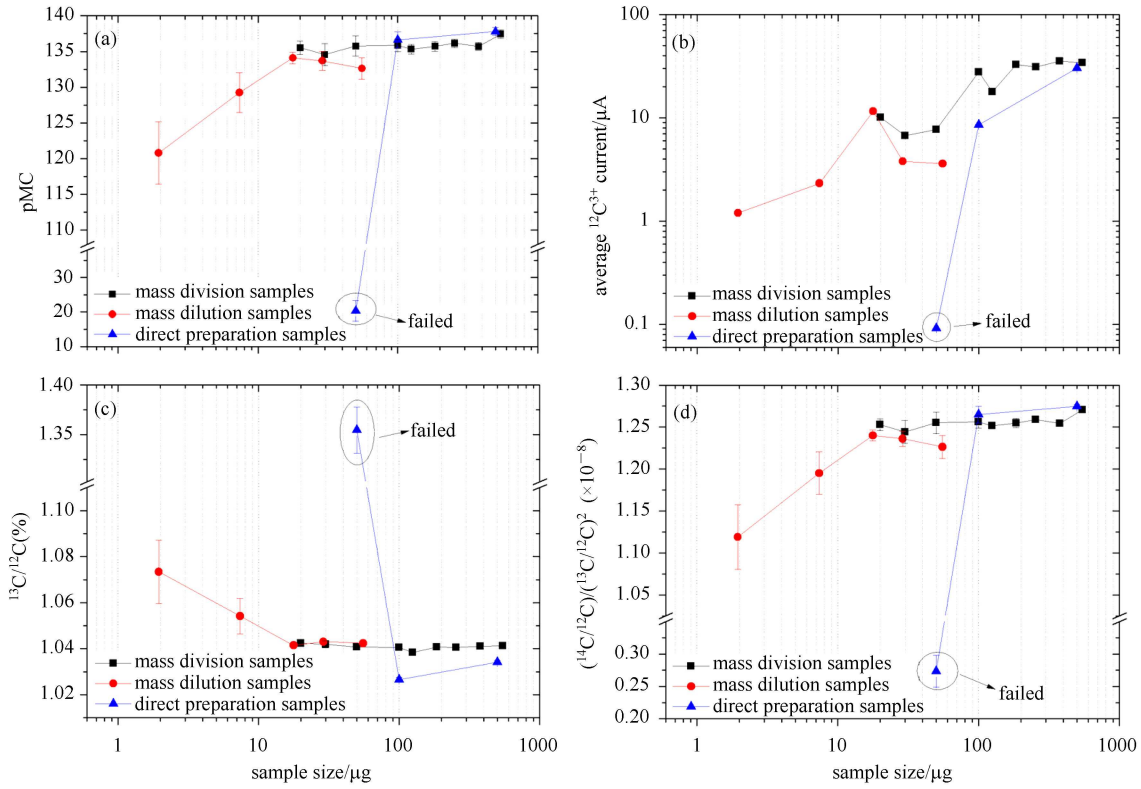 (a)
140
135
130
125
120
115
110
30
20
10
pMC
mass division samples
mass dilution samples
direct preparation samples
failed
(b)
100
10
1
0.1
average ¹²C³⁺ current/μA
mass division samples
mass dilution samples
direct preparation samples
failed
(c)
1.40
1.35
1.10
1.08
1.06
1.04
1.02
¹³C/¹²C(%)
failed
mass division samples
mass dilution samples
direct preparation samples
1 10 100 1000
sample size/μg
(d)
1.30
1.25
1.20
1.15
1.10
1.05
0.35
0.30
0.25
0.20
(¹⁴C/¹²C)/(¹³C/¹²C)² (×10⁻⁸)
mass division samples
mass dilution samples
direct preparation samples
failed
1 10 100 1000
sample size/μg